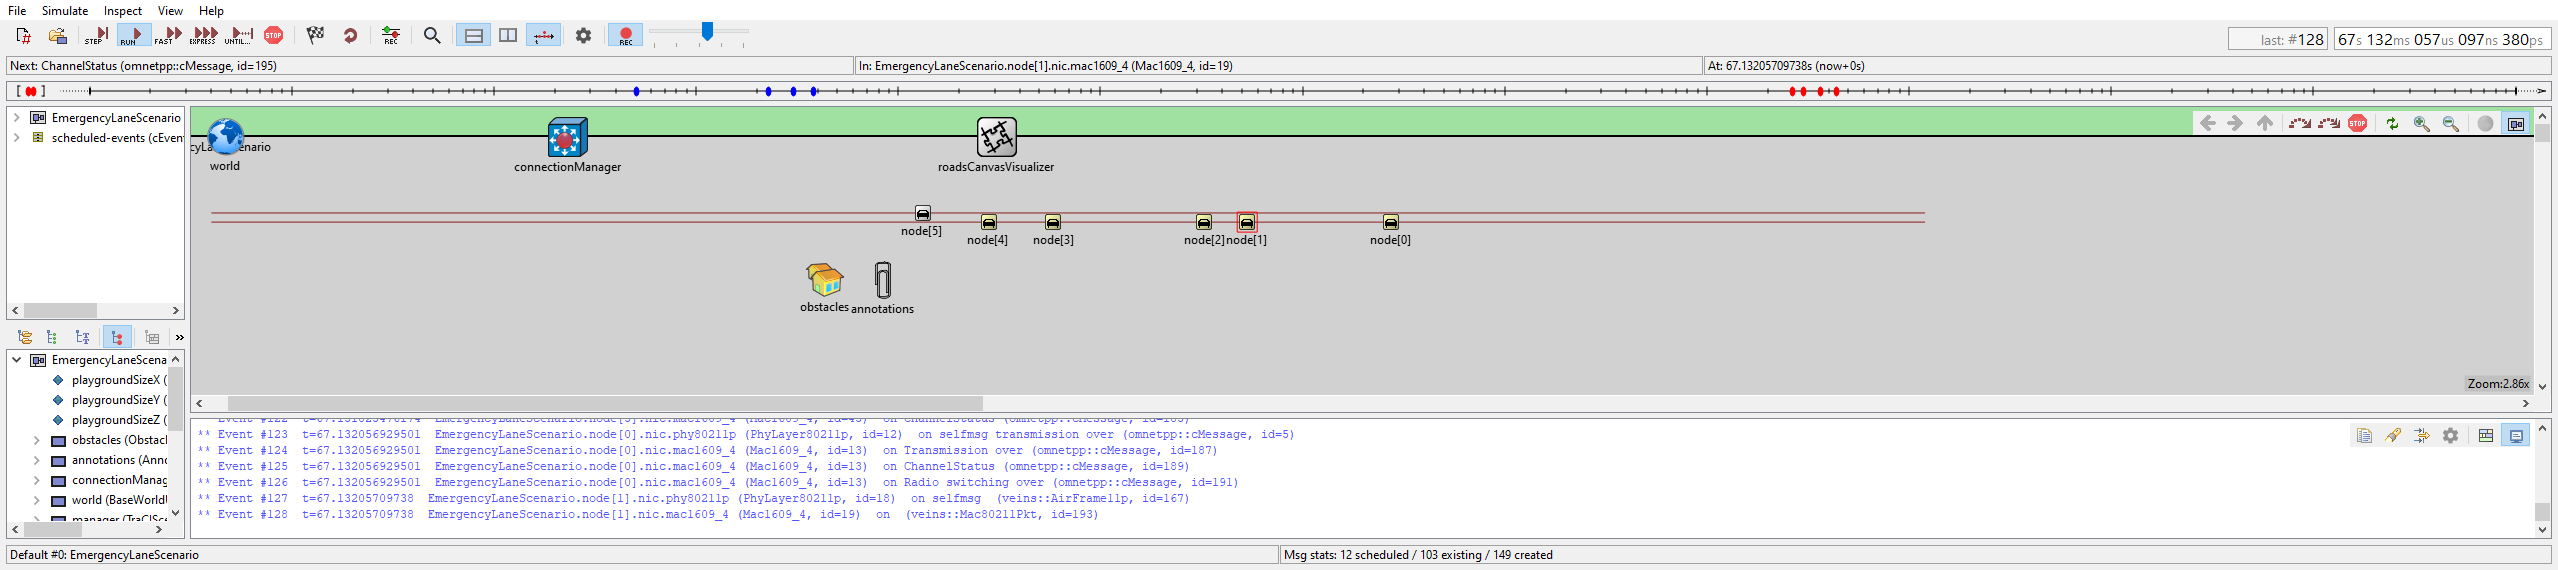 File Simulate Inspect View Help
STEP RUN FAST EXPRESS UNTIL... STOP REC REC
last: #128 67s 132ms 057us 097ns 380ps
Next: ChannelStatus (omnetpp::cMessage, id=195) In: EmergencyLaneScenario.node[1].nic.mac1609_4 (Mac1609_4, id=19) At: 67.13205709738s (now+0s)
EmergencyLaneScenario
scheduled-events (cEvent
STOP
world
connectionManager
roadsCanvasVisualizer
node[5]
node[4]
node[3]
node[2]
node[1]
node[0]
obstacles
annotations
Zoom:2.86x
EmergencyLaneScena
playgroundSizeX (
playgroundSizeY (
playgroundSizeZ (
obstacles (Obstacl
annotations (Anno
connectionManag
world (BaseWorldU
manager (TraCISce
** Event #123 t=67.132056929501 EmergencyLaneScenario.node[0].nic.phy80211p (PhyLayer80211p, id=12) on selfmsg transmission over (omnetpp::cMessage, id=5)
** Event #124 t=67.132056929501 EmergencyLaneScenario.node[0].nic.mac1609_4 (Mac1609_4, id=13) on Transmission over (omnetpp::cMessage, id=187)
** Event #125 t=67.132056929501 EmergencyLaneScenario.node[0].nic.mac1609_4 (Mac1609_4, id=13) on ChannelStatus (omnetpp::cMessage, id=189)
** Event #126 t=67.132056929501 EmergencyLaneScenario.node[0].nic.mac1609_4 (Mac1609_4, id=13) on Radio switching over (omnetpp::cMessage, id=191)
** Event #127 t=67.13205709738 EmergencyLaneScenario.node[1].nic.phy80211p (PhyLayer80211p, id=18) on selfmsg (veins::AirFrame11p, id=167)
** Event #128 t=67.13205709738 EmergencyLaneScenario.node[1].nic.mac1609_4 (Mac1609_4, id=19) on (veins::Mac80211Pkt, id=193)
Default #0: EmergencyLaneScenario
Msg stats: 12 scheduled / 103 existing / 149 created